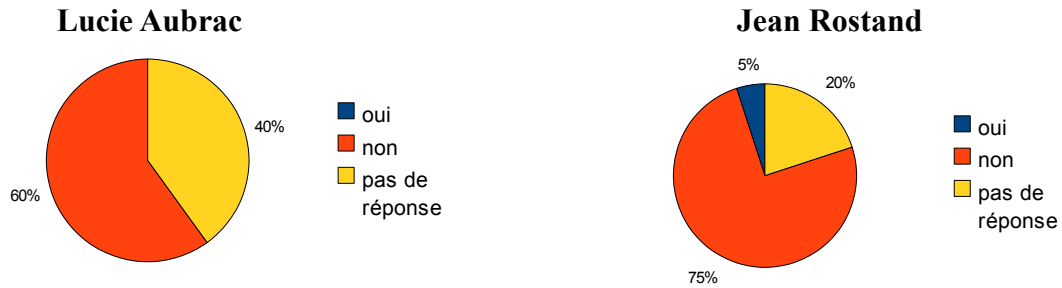 Lucie Aubrac
40%
60%
oui
non
pas de
réponse
Jean Rostand
5%
20%
75%
oui
non
pas de
réponse